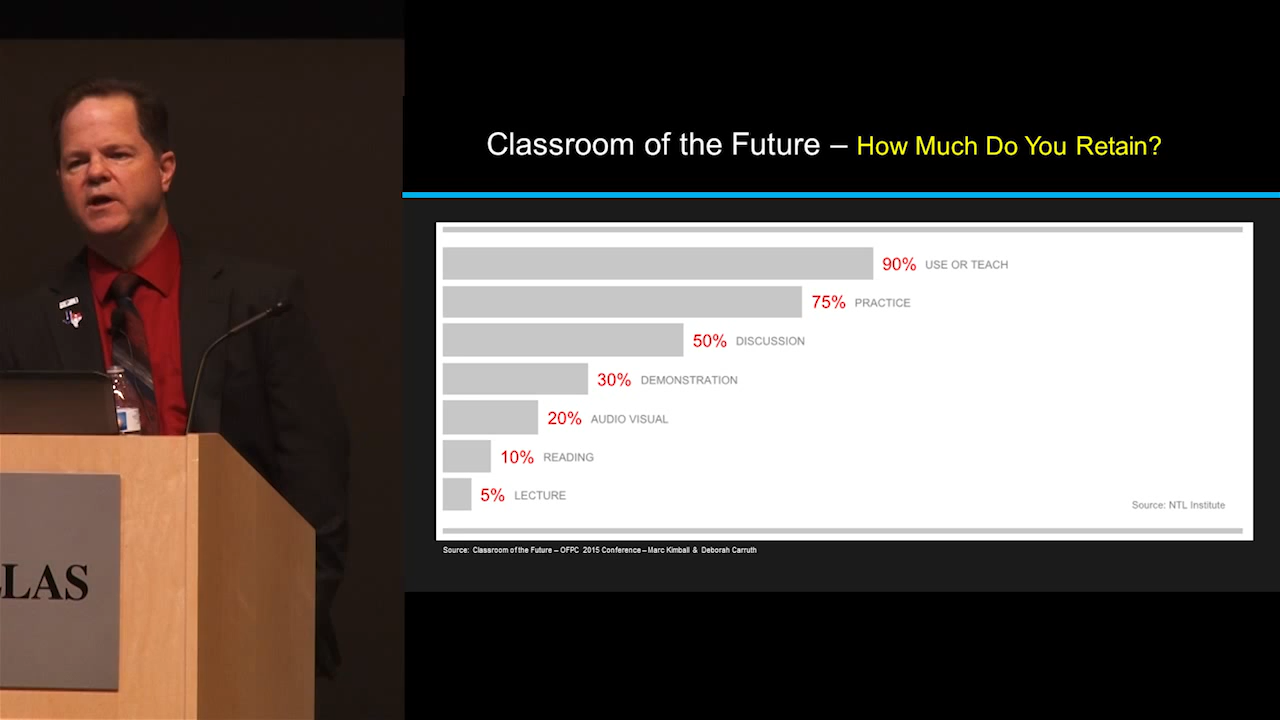 Classroom of the Future – How Much Do You Retain?
90% USE OR TEACH
75% PRACTICE
50% DISCUSSION
30% DEMONSTRATION
20% AUDIO VISUAL
10% READING
5% LECTURE
Source: NTL Institute
Source: Classroom of the Future – OFPC 2015 Conference – Marc Kimball & Deborah Carruth
LLAS